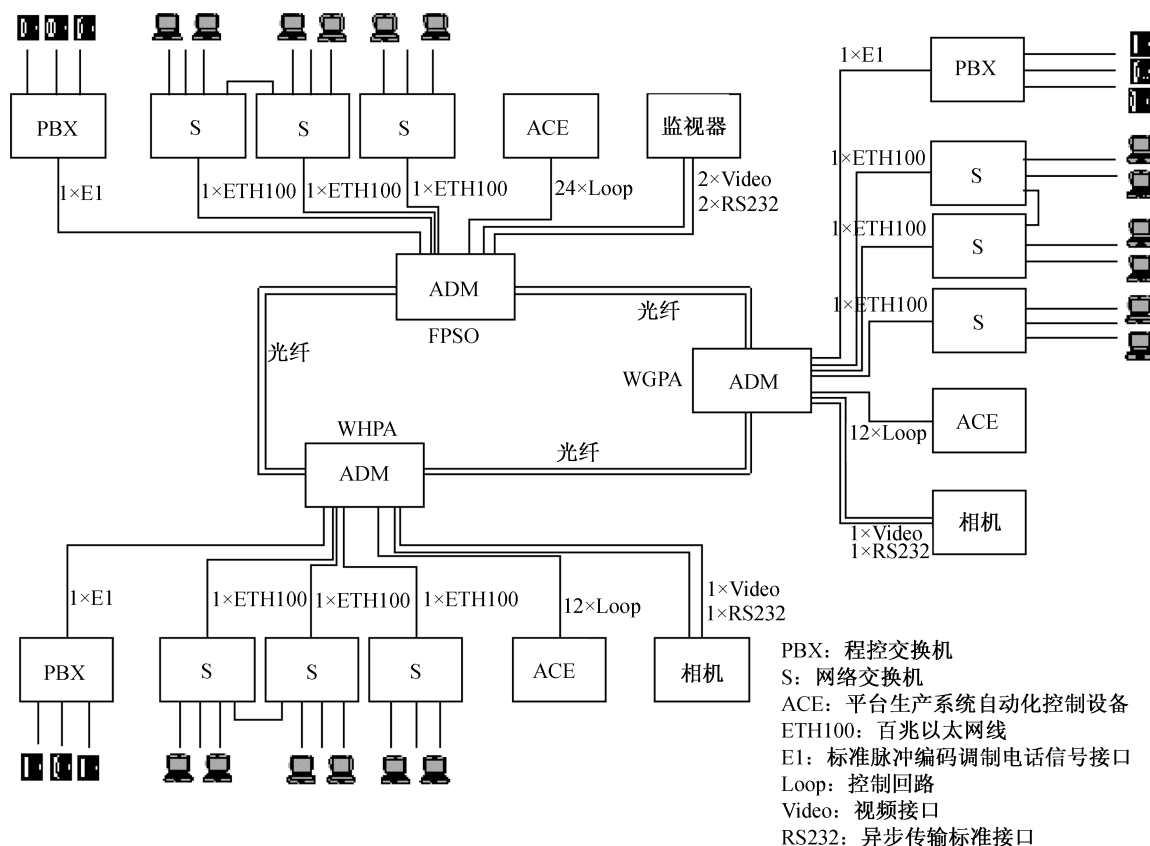 PBX
S
S
S
ACE
监视器
1×E1
1×ETH100
1×ETH100
1×ETH100
24×Loop
2×Video
2×RS232
ADM
FPSO
光纤
光纤
1×E1
PBX
1×ETH100
S
1×ETH100
S
1×ETH100
S
WGPA
ADM
12×Loop
ACE
1×Video
1×RS232
相机
WHPA
ADM
光纤
1×E1
1×ETH100
1×ETH100
1×ETH100
12×Loop
1×Video
1×RS232
PBX
S
S
S
ACE
相机
PBX：程控交换机
S：网络交换机
ACE：平台生产系统自动化控制设备
ETH100：百兆以太网线
E1：标准脉冲编码调制电话信号接口
Loop：控制回路
Video：视频接口
RS232：异步传输标准接口